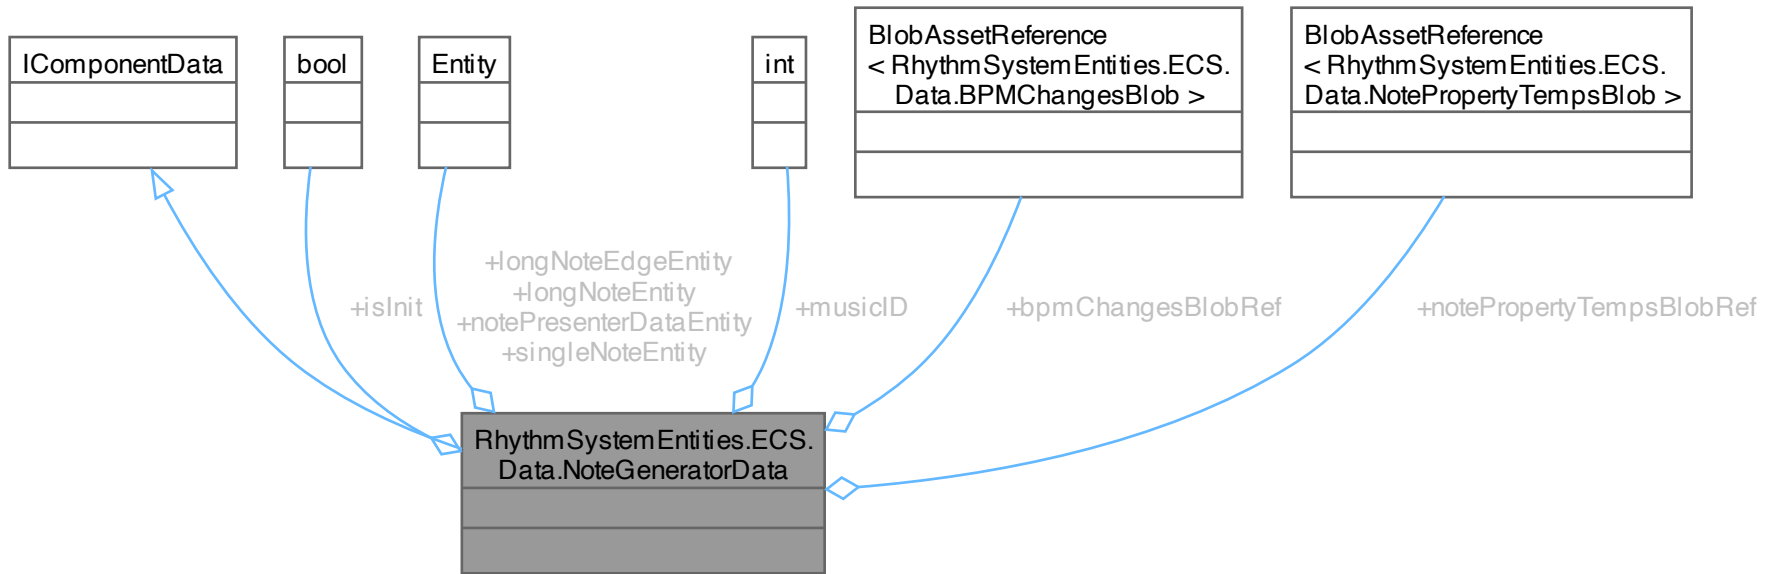 IComponentData
bool
Entity
int
BlobAssetReference
< RhythmSystemEntities.ECS.
Data.BPMChangesBlob >
BlobAssetReference
< RhythmSystemEntities.ECS.
Data.NotePropertyTempsBlob >
+isInit
+longNoteEdgeEntity
+longNoteEntity
+notePresenterDataEntity
+singleNoteEntity
+musicID
+bpmChangesBlobRef
+notePropertyTempsBlobRef
RhythmSystemEntities.ECS.
Data.NoteGeneratorData